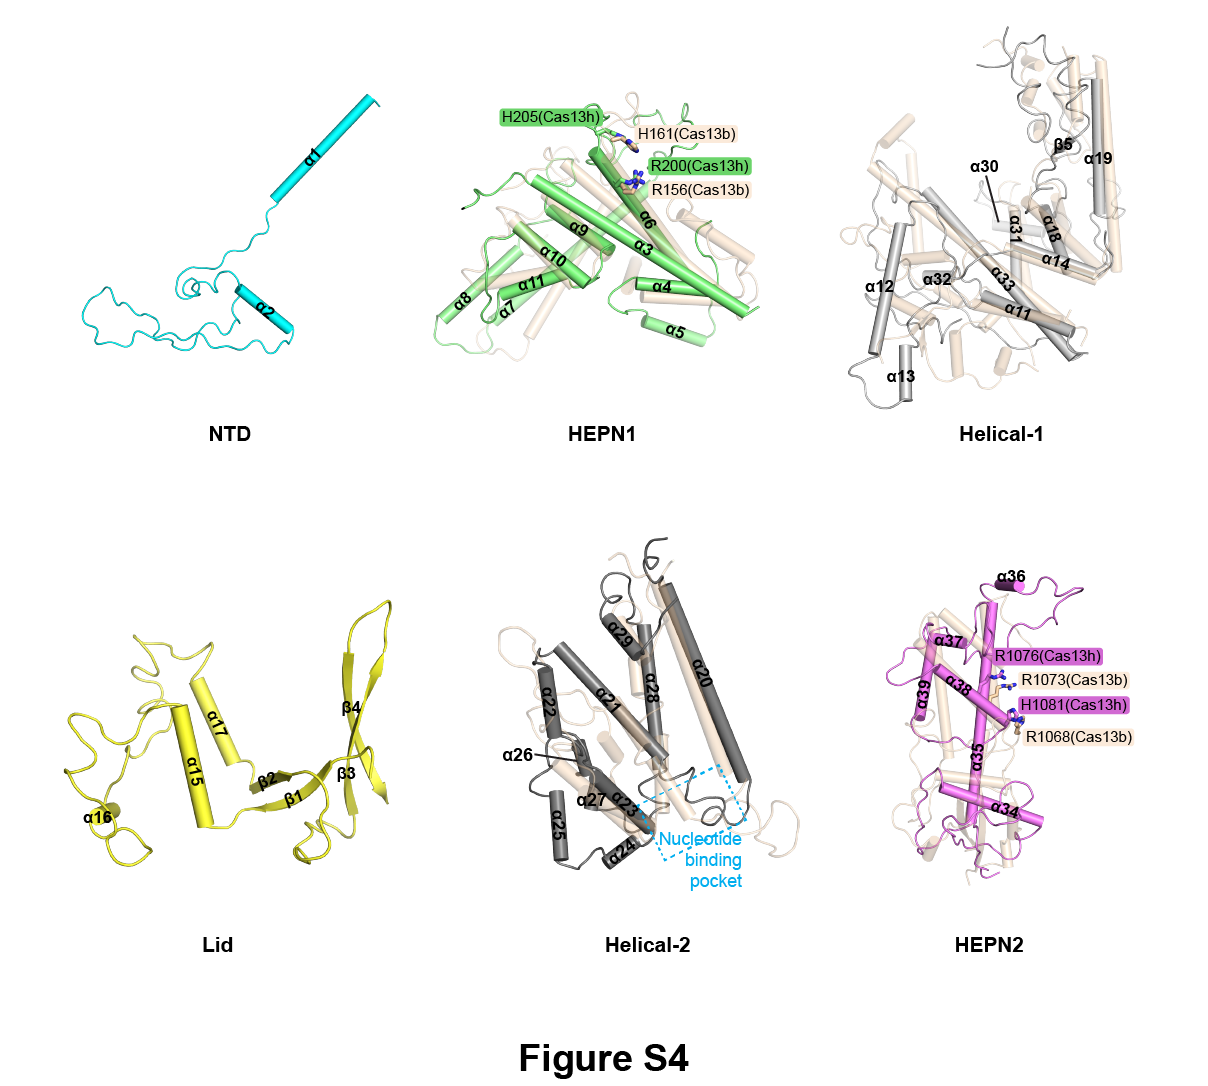 α1
α2
NTD
H205(Cas13h)
H161(Cas13b)
R200(Cas13h)
R156(Cas13b)
α6
α9
α3
α10
α11
α4
α8
α7
α5
HEPN1
β5
α19
α30
α31
α18
α14
α32
α33
α12
α11
α13
Helical-1
β4
α17
α15
β2
β3
β1
α16
Lid
α29
α20
α28
α22
α21
α26
α27
α23
α25
α24
Nucleotide
binding
pocket
Helical-2
α36
α37
R1076(Cas13h)
R1073(Cas13b)
α38
α39
H1081(Cas13h)
R1068(Cas13b)
α35
α34
HEPN2
Figure S4